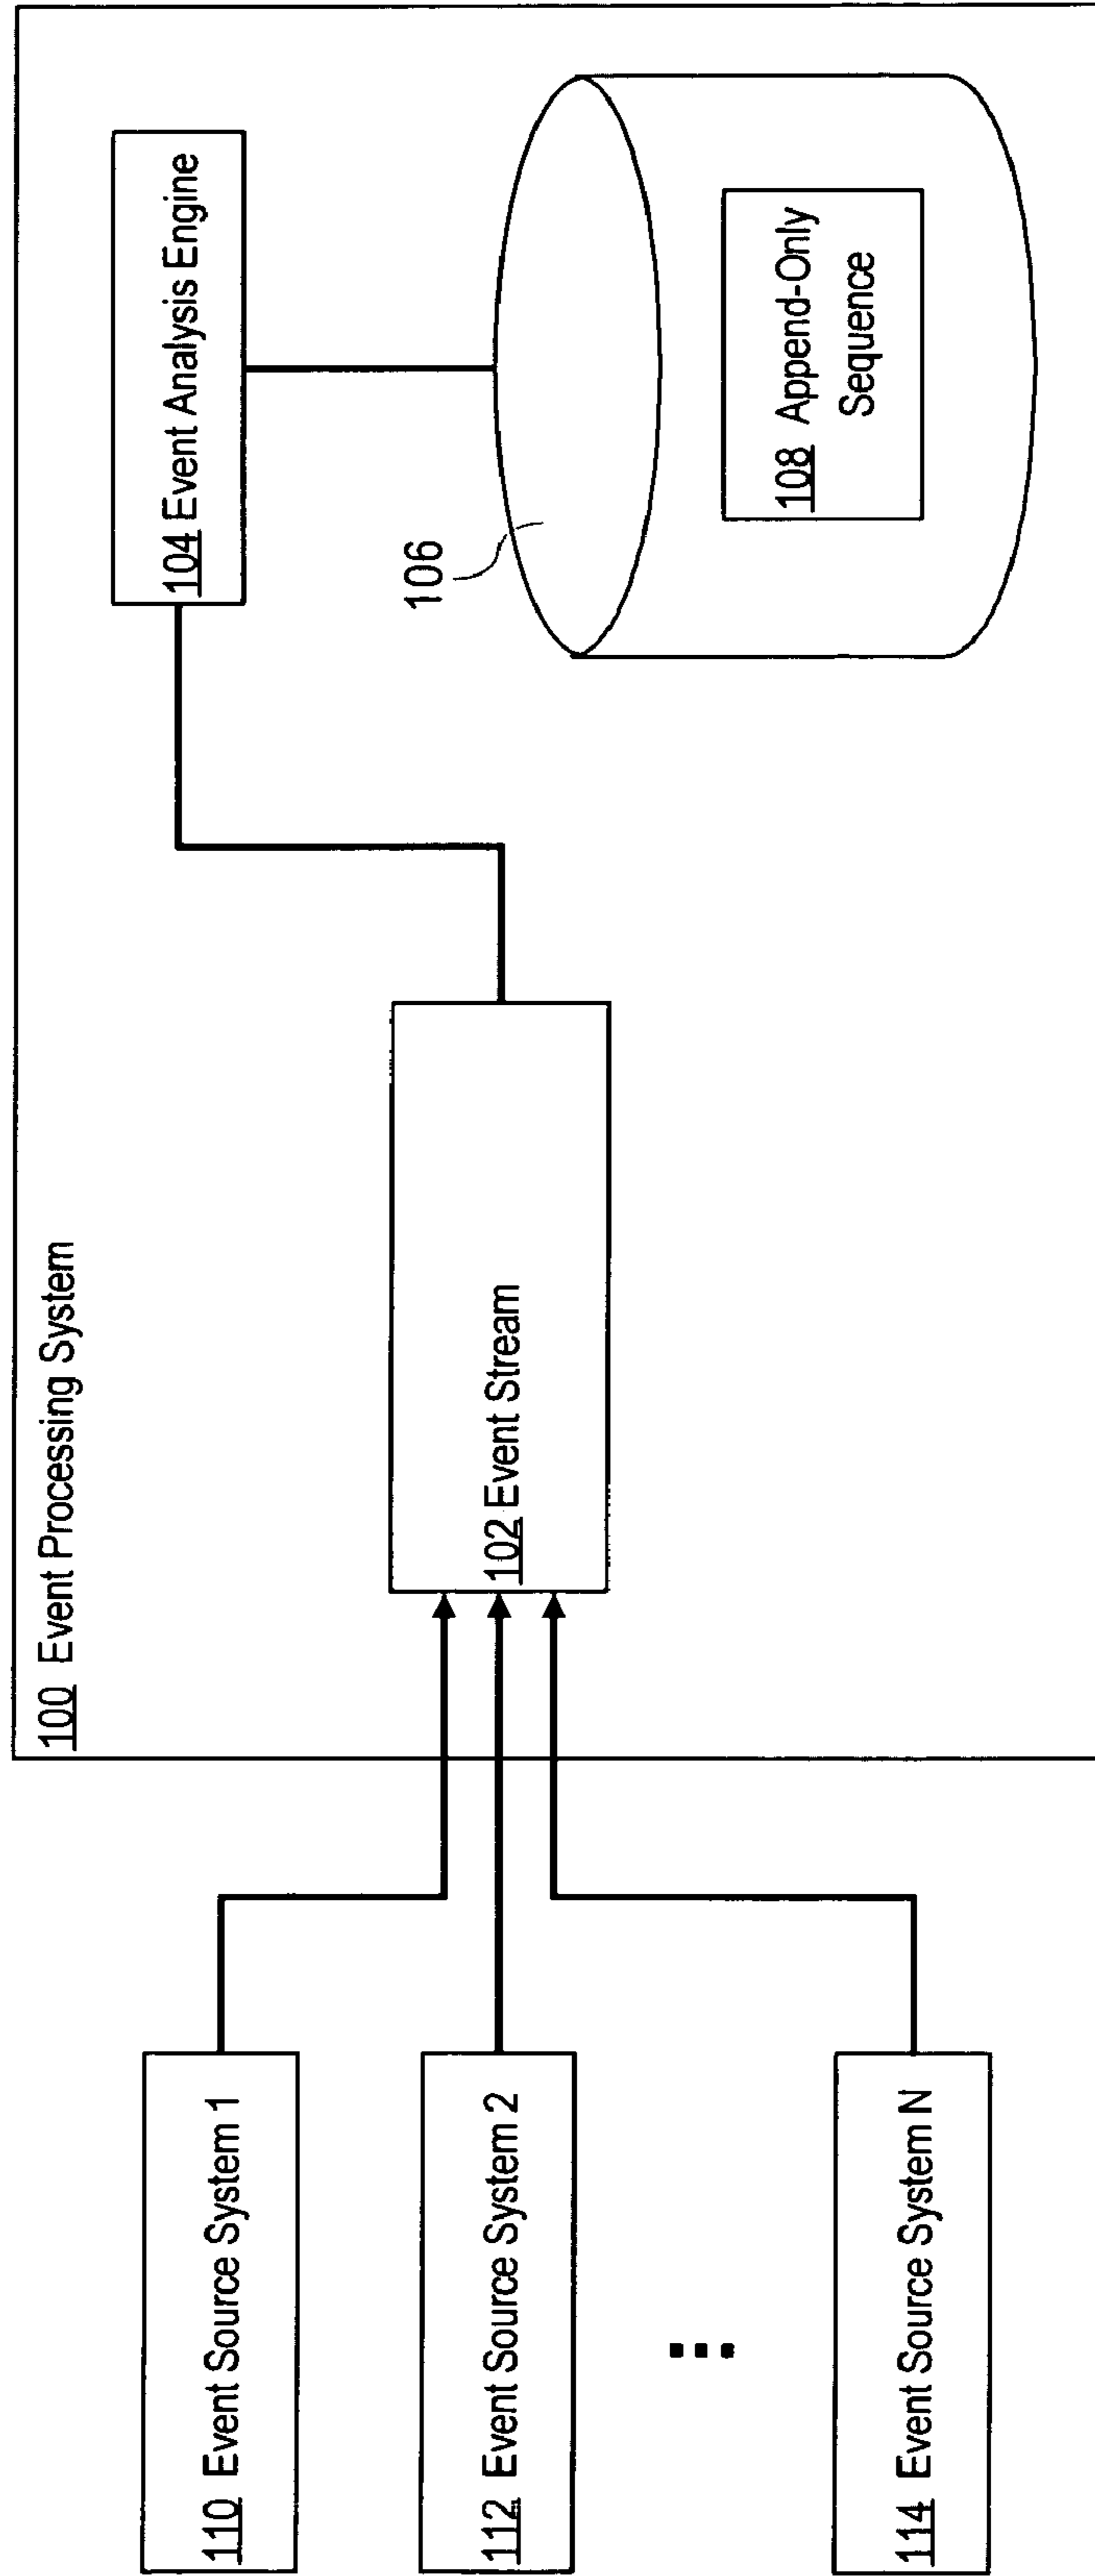 100 Event Processing System
110 Event Source System 1
112 Event Source System 2
114 Event Source System N
102 Event Stream
104 Event Analysis Engine
106
108 Append-Only
Sequence